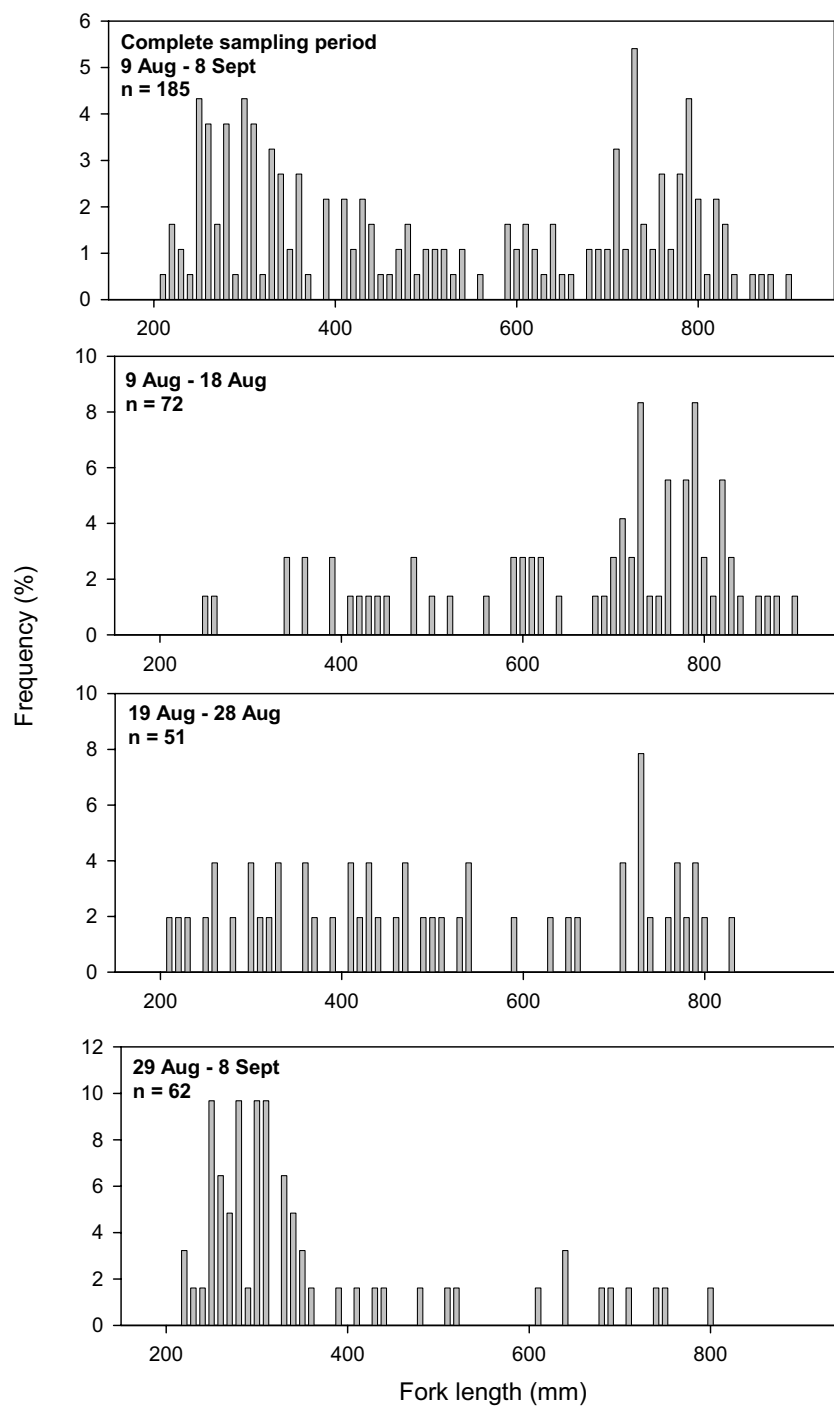 6
5
4
3
2
1
0
Complete sampling period
9 Aug - 8 Sept
n = 185
200 400 600 800
10
8
6
4
2
0
9 Aug - 18 Aug
n = 72
200 400 600 800
Frequency (%)
10
8
6
4
2
0
19 Aug - 28 Aug
n = 51
200 400 600 800
12
10
8
6
4
2
0
29 Aug - 8 Sept
n = 62
200 400 600 800
Fork length (mm)